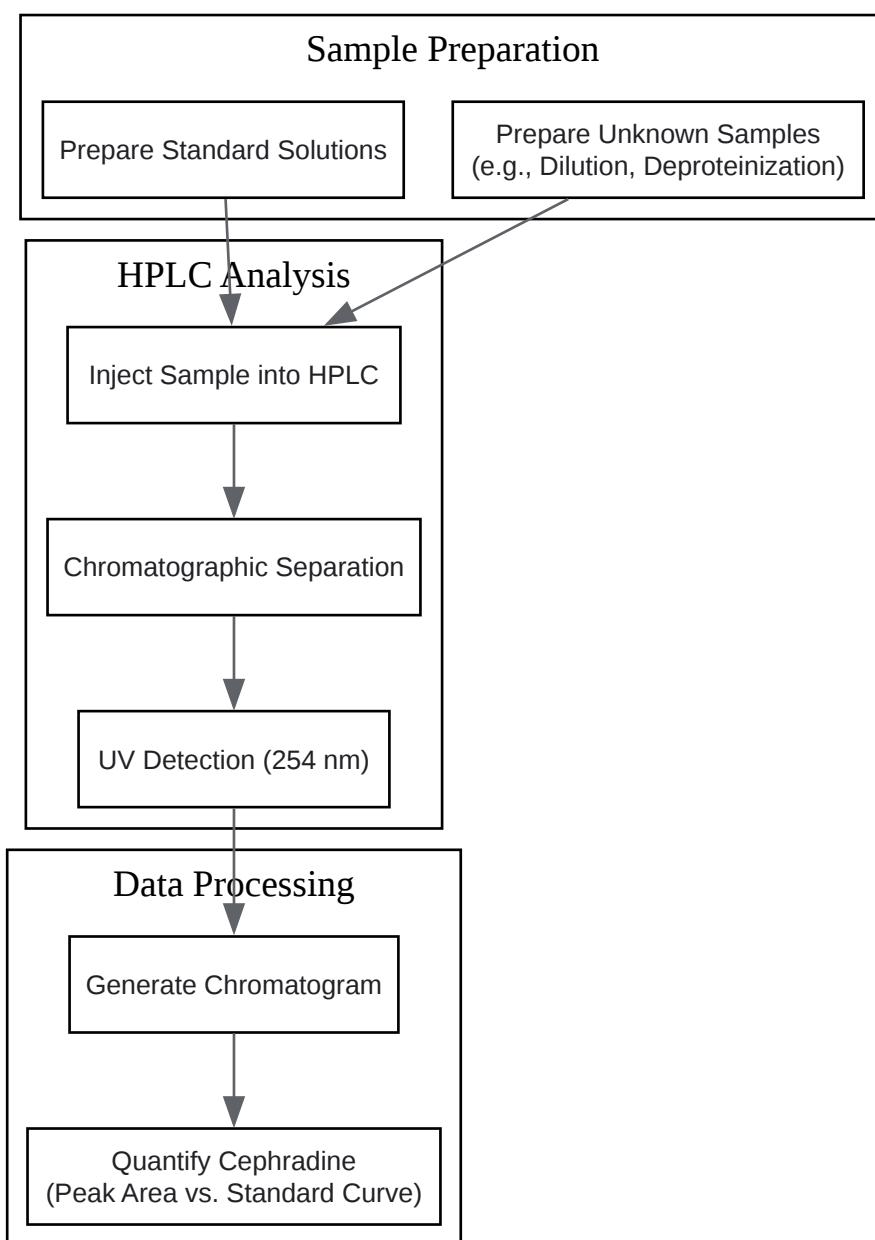 Sample Preparation
Prepare Standard Solutions
Prepare Unknown Samples
(e.g., Dilution, Deproteinization)
HPLC Analysis
Inject Sample into HPLC
Chromatographic Separation
UV Detection (254 nm)
Data Processing
Generate Chromatogram
Quantify Cephradine
(Peak Area vs. Standard Curve)